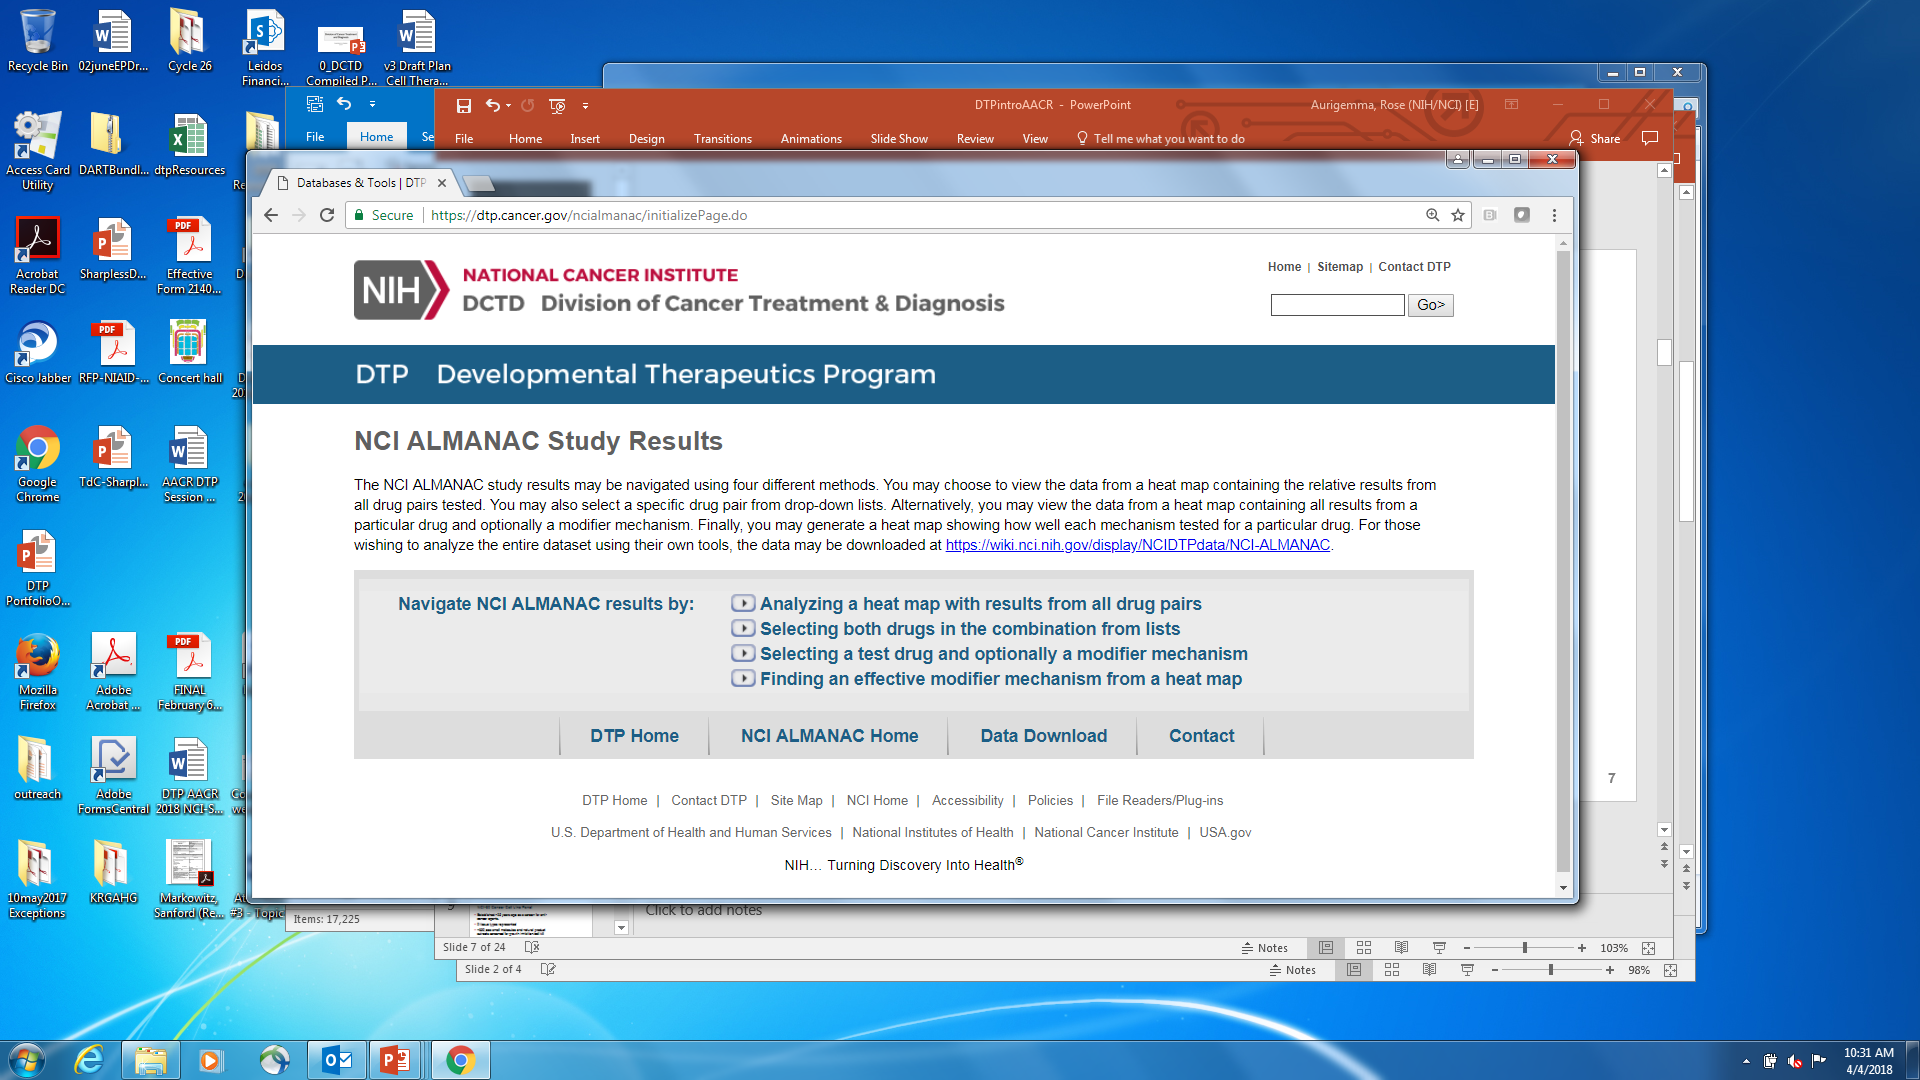 Recycle Bin
02juneEPDr...
Cycle 26
Leidos Financi...
0_DCTD Compiled P...
v3 Draft Plan Cell Thera...
File
Home
Se
DTPintroAACR - PowerPoint
Aurigemma, Rose (NIH/NCI) [E]
File Home Insert Design Transitions Animations Slide Show Review View Tell me what you want to do
Share
Access Card Utility
DARTBundl...
dtpResources
Databases & Tools | DTP
Secure
https://dtp.cancer.gov/ncialmanac/initializePage.do
NIH
NATIONAL CANCER INSTITUTE
DCTD Division of Cancer Treatment & Diagnosis
Home | Sitemap | Contact DTP
Go>
DTP Developmental Therapeutics Program
NCI ALMANAC Study Results
The NCI ALMANAC study results may be navigated using four different methods. You may choose to view the data from a heat map containing the relative results from
all drug pairs tested. You may also select a specific drug pair from drop-down lists. Alternatively, you may view the data from a heat map containing all results from a
particular drug and optionally a modifier mechanism. Finally, you may generate a heat map showing how well each mechanism tested for a particular drug. For those
wishing to analyze the entire dataset using their own tools, the data may be downloaded at https://wiki.nci.nih.gov/display/NCIDTPdata/NCI-ALMANAC.
Navigate NCI ALMANAC results by:
Analyzing a heat map with results from all drug pairs
Selecting both drugs in the combination from lists
Selecting a test drug and optionally a modifier mechanism
Finding an effective modifier mechanism from a heat map
DTP Home
NCI ALMANAC Home
Data Download
Contact
DTP Home | Contact DTP | Site Map | NCI Home | Accessibility | Policies | File Readers/Plug-ins
U.S. Department of Health and Human Services | National Institutes of Health | National Cancer Institute | USA.gov
NIH… Turning Discovery Into Health®
Acrobat Reader DC
SharplessD...
PDF
Effective Form 2140...
Cisco Jabber
PDF
RFP-NIAID-...
Concert hall
Google Chrome
TdC-Sharpl...
AACR DTP Session ...
DTP PortfolioO...
Mozilla Firefox
Adobe Acrobat ...
PDF
FINAL February 6...
outreach
Adobe FormsCentral
DTP AACR 2018 NCI-S...
10may2017 Exceptions
KRGAHG
Markowitz, Sanford (Re...
#3 - Topic
7
Items: 17,225
Click to add notes
Slide 7 of 24
Notes
103%
Slide 2 of 4
Notes
98%
10:31 AM
4/4/2018